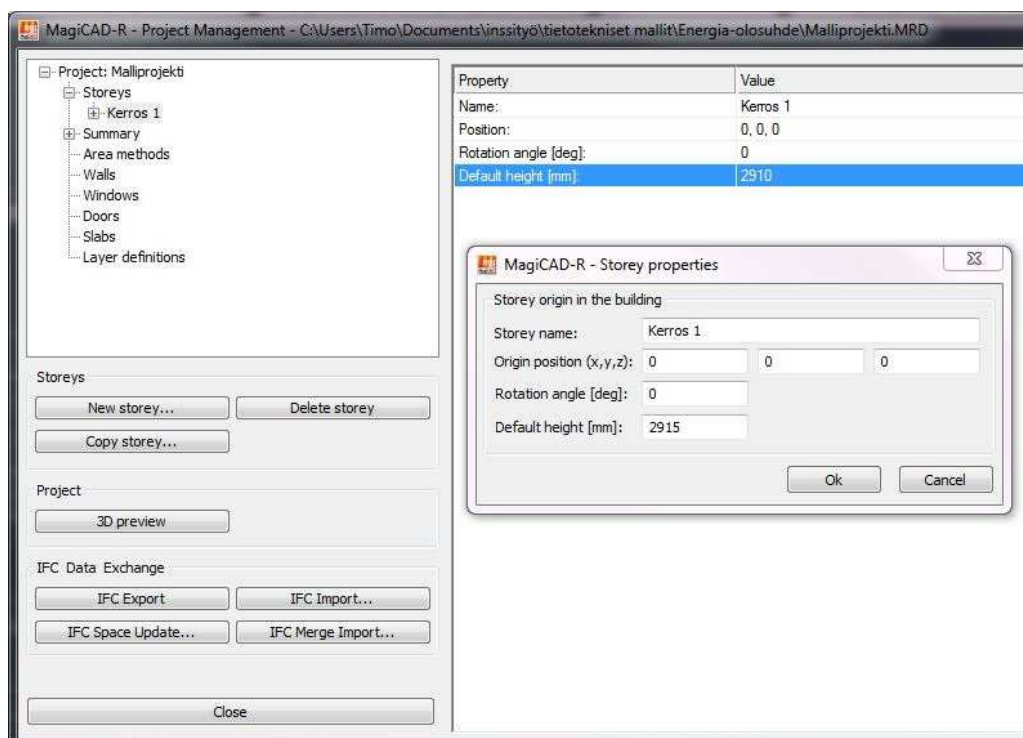 MagiCAD-R - Project Management - C:\Users\Timo\Documents\inssityö\tietotekniset mallit\Energia-olosuhde\Malliprojekti.MRD
Project: Malliprojekti
Storeys
Kerros 1
Summary
Area methods
Walls
Windows
Doors
Slabs
Layer definitions
Property Value
Name: Kerros 1
Position: 0, 0, 0
Rotation angle [deg]: 0
Default height [mm]: 2910
MagiCAD-R - Storey properties
Storey origin in the building
Storey name: Kerros 1
Origin position (x,y,z): 0 0 0
Rotation angle [deg]: 0
Default height [mm]: 2915
Ok Cancel
Storeys
New storey... Delete storey
Copy storey...
Project
3D preview
IFC Data Exchange
IFC Export IFC Import...
IFC Space Update... IFC Merge Import...
Close